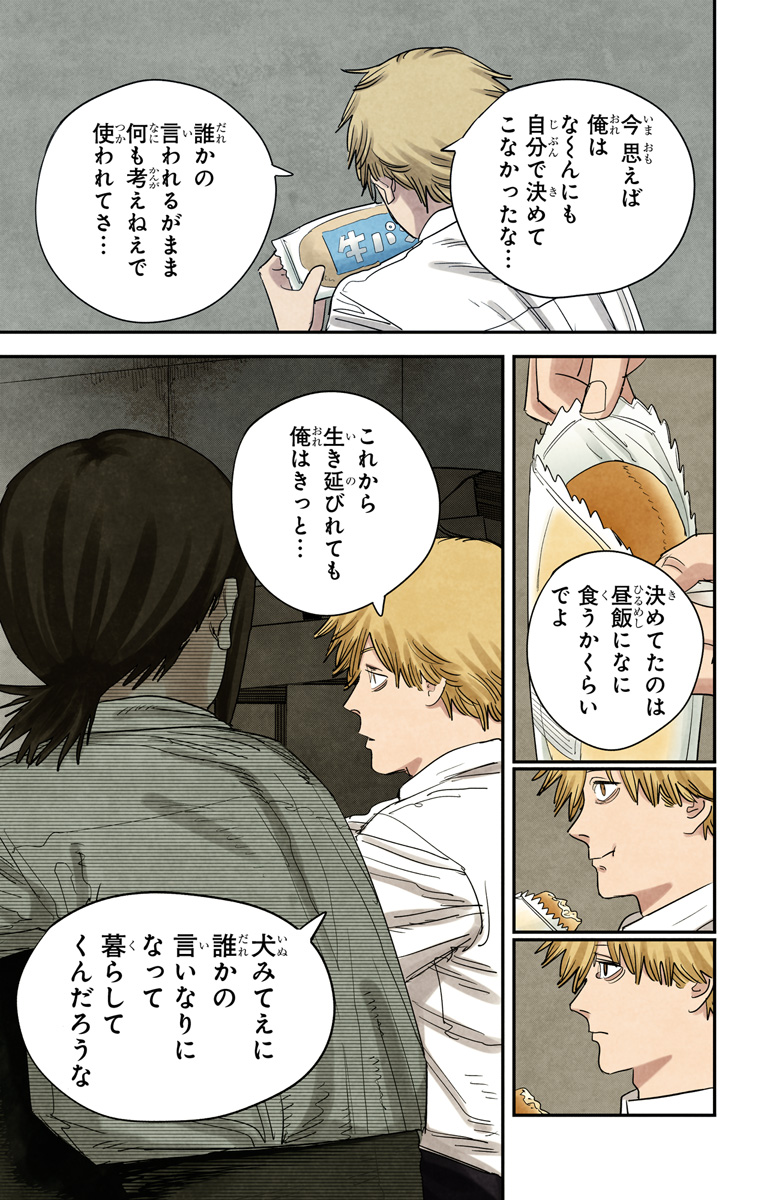 今思えば
俺は
な〜んにも
自分で決めて
こなかったな…
誰かの
言われるがまま
何も考えねえで
使われてさ…
牛パン
決めてたのは
昼飯になに
食うかくらい
でよ
これから
生き延びれても
俺はきっと…
犬みてえに
誰かの
言いなりに
なって
暮らして
くんだろうな